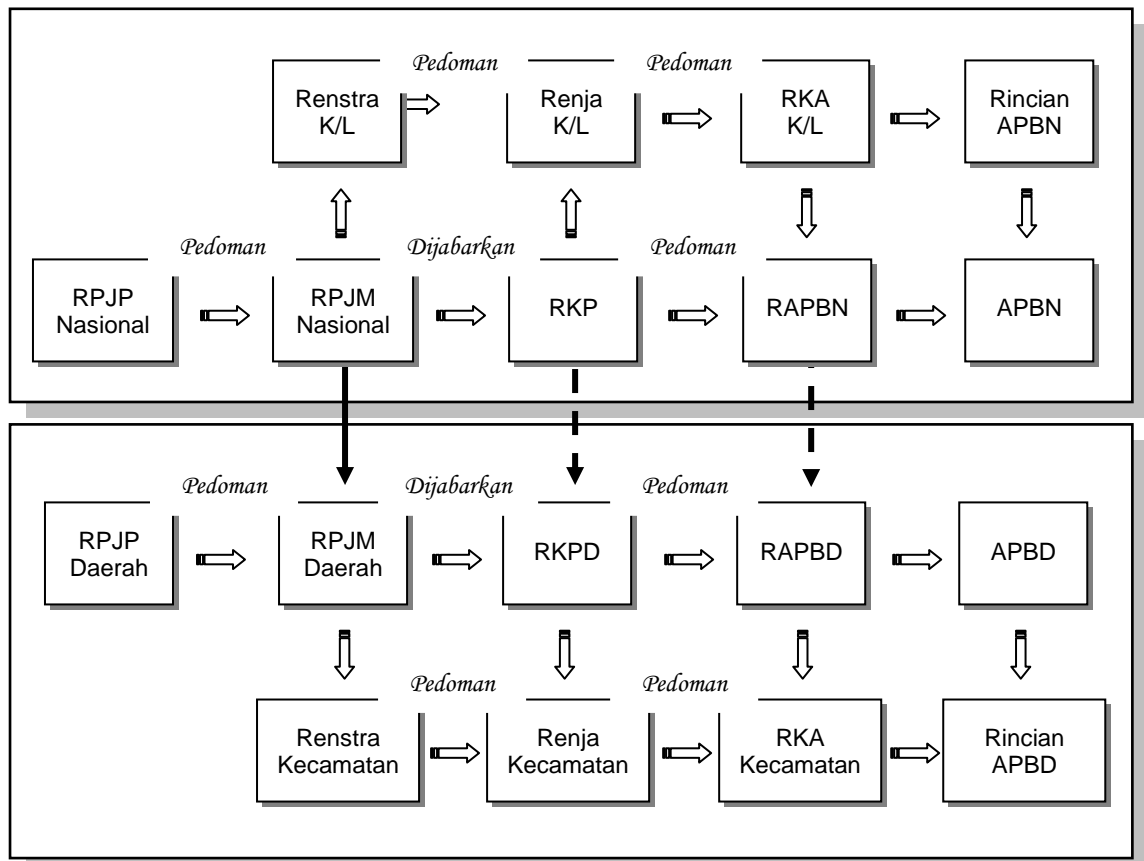 Pedoman
Pedoman
Renstra
K/L
Renja
K/L
RKA
K/L
Rincian
APBN
Pedoman
Dijabarkan
Pedoman
RPJP
Nasional
RPJM
Nasional
RKP
RAPBN
APBN
Pedoman
Dijabarkan
Pedoman
RPJP
Daerah
RPJM
Daerah
RKPD
RAPBD
APBD
Pedoman
Pedoman
Renstra
Kecamatan
Renja
Kecamatan
RKA
Kecamatan
Rincian
APBD